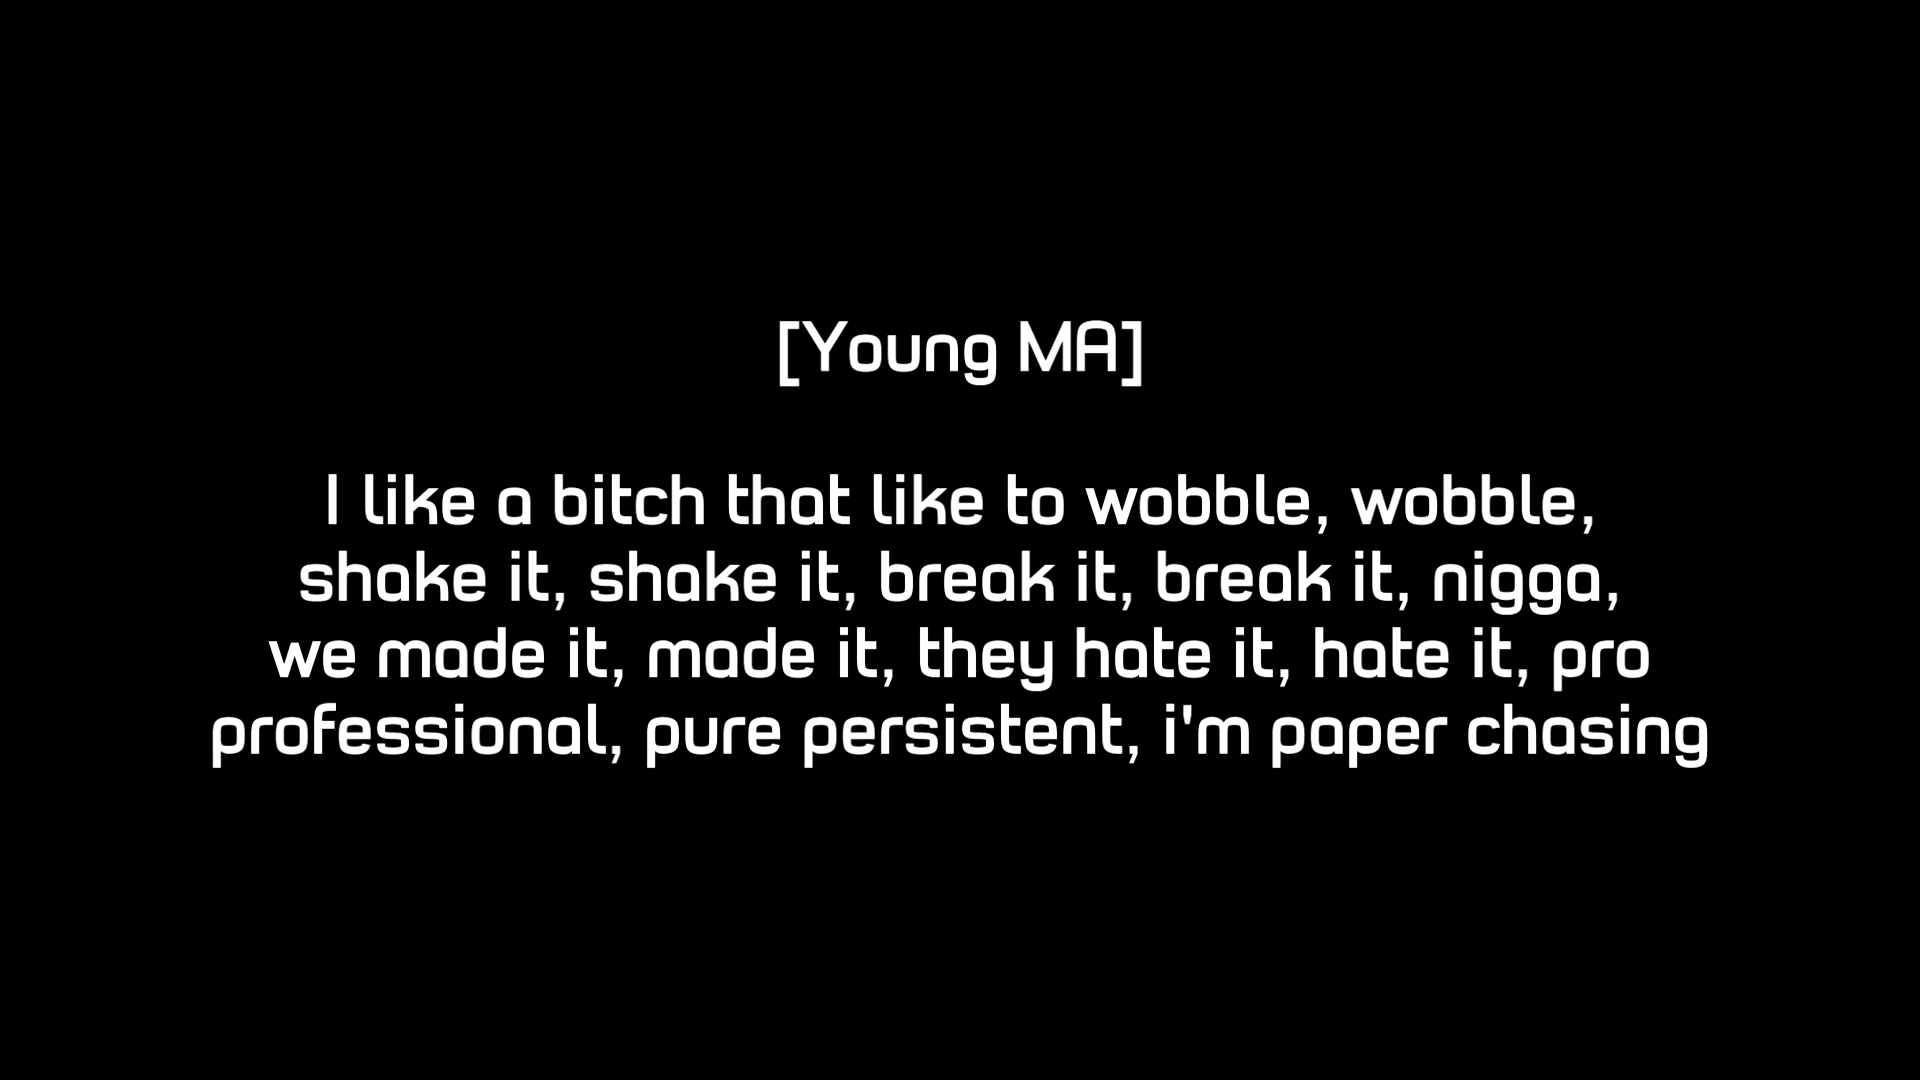 [Young MA]
I like a bitch that like to wobble, wobble,
shake it, shake it, break it, break it, nigga,
we made it, made it, they hate it, hate it, pro
professional, pure persistent, i'm paper chasing